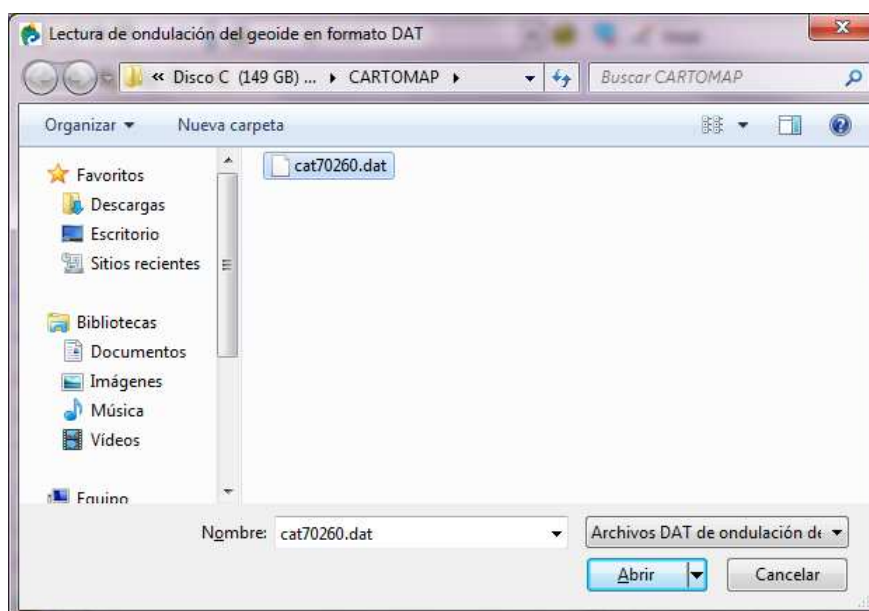 Lectura de ondulación del geoide en formato DAT
« Disco C (149 GB) ... CARTOMAP
Buscar CARTOMAP
Organizar
Nueva carpeta
Favoritos
Descargas
Escritorio
Sitios recientes
Bibliotecas
Documentos
Imágenes
Música
Vídeos
Equipo
cat70260.dat
Nombre: cat70260.dat
Archivos DAT de ondulación de
Abrir
Cancelar